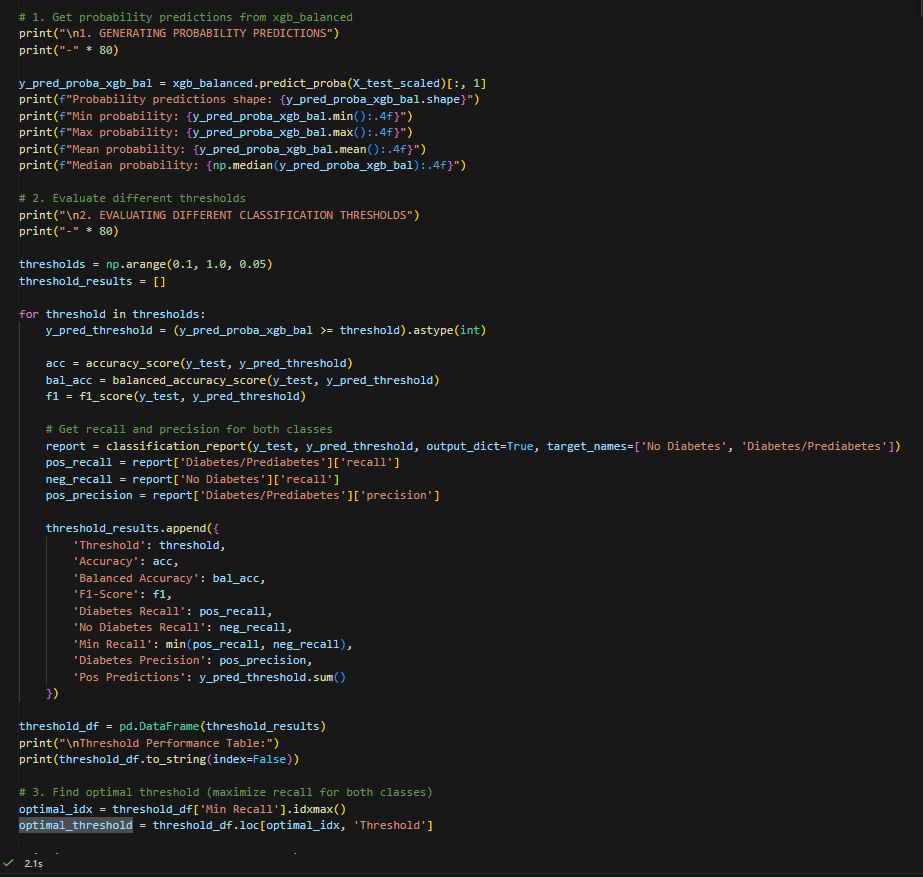 # 1. Get probability predictions from xgb_balanced
print("\n1. GENERATING PROBABILITY PREDICTIONS")
print("-" * 80)

y_pred_proba_xgb_bal = xgb_balanced.predict_proba(X_test_scaled)[:, 1]
print(f"Probability predictions shape: {y_pred_proba_xgb_bal.shape}")
print(f"Min probability: {y_pred_proba_xgb_bal.min():.4f}")
print(f"Max probability: {y_pred_proba_xgb_bal.max():.4f}")
print(f"Mean probability: {y_pred_proba_xgb_bal.mean():.4f}")
print(f"Median probability: {np.median(y_pred_proba_xgb_bal):.4f}")

# 2. Evaluate different thresholds
print("\n2. EVALUATING DIFFERENT CLASSIFICATION THRESHOLDS")
print("-" * 80)

thresholds = np.arange(0.1, 1.0, 0.05)
threshold_results = []

for threshold in thresholds:
    y_pred_threshold = (y_pred_proba_xgb_bal >= threshold).astype(int)

    acc = accuracy_score(y_test, y_pred_threshold)
    bal_acc = balanced_accuracy_score(y_test, y_pred_threshold)
    f1 = f1_score(y_test, y_pred_threshold)

    # Get recall and precision for both classes
    report = classification_report(y_test, y_pred_threshold, output_dict=True, target_names=['No Diabetes', 'Diabetes/Prediabetes'])
    pos_recall = report['Diabetes/Prediabetes']['recall']
    neg_recall = report['No Diabetes']['recall']
    pos_precision = report['Diabetes/Prediabetes']['precision']

    threshold_results.append({
        'Threshold': threshold,
        'Accuracy': acc,
        'Balanced Accuracy': bal_acc,
        'F1-Score': f1,
        'Diabetes Recall': pos_recall,
        'No Diabetes Recall': neg_recall,
        'Min Recall': min(pos_recall, neg_recall),
        'Diabetes Precision': pos_precision,
        'Pos Predictions': y_pred_threshold.sum()
    })

threshold_df = pd.DataFrame(threshold_results)
print("\nThreshold Performance Table:")
print(threshold_df.to_string(index=False))

# 3. Find optimal threshold (maximize recall for both classes)
optimal_idx = threshold_df['Min Recall'].idxmax()
optimal_threshold = threshold_df.loc[optimal_idx, 'Threshold']

2.1s